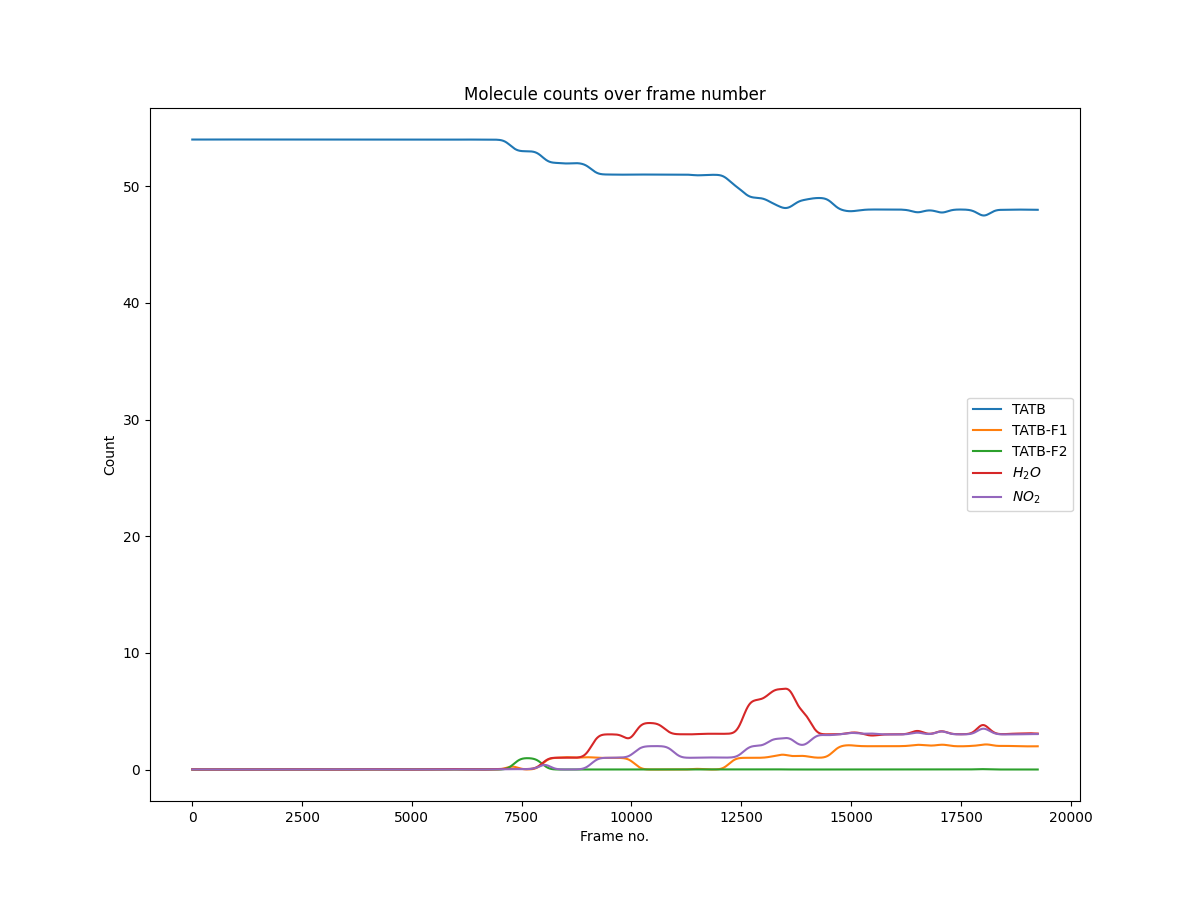 Molecule counts over frame number
50
40
30
20
10
0
Count
TATB
TATB-F1
TATB-F2
H₂O
NO₂
0 2500 5000 7500 10000 12500 15000 17500 20000
Frame no.